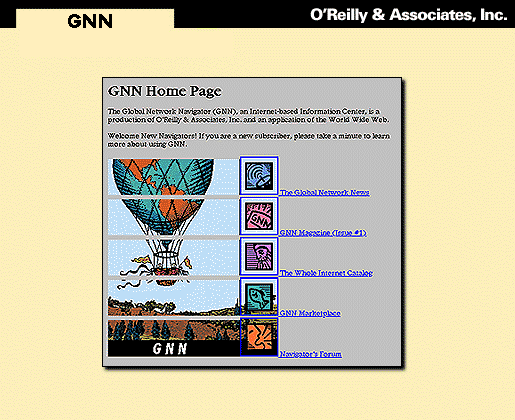 GNN
O'Reilly & Associates, Inc.
GNN Home Page
The Global Network Navigator (GNN), an Internet-based Information Center, is a
production of O'Reilly & Associates, Inc. and an application of the World Wide Web.
Welcome New Navigators! If you are a new subscriber, please take a minute to learn
more about using GNN.
The Global Network News
GNN Magazine (Issue #1)
The Whole Internet Catalog
GNN Marketplace
GNN
Navigator's Forum